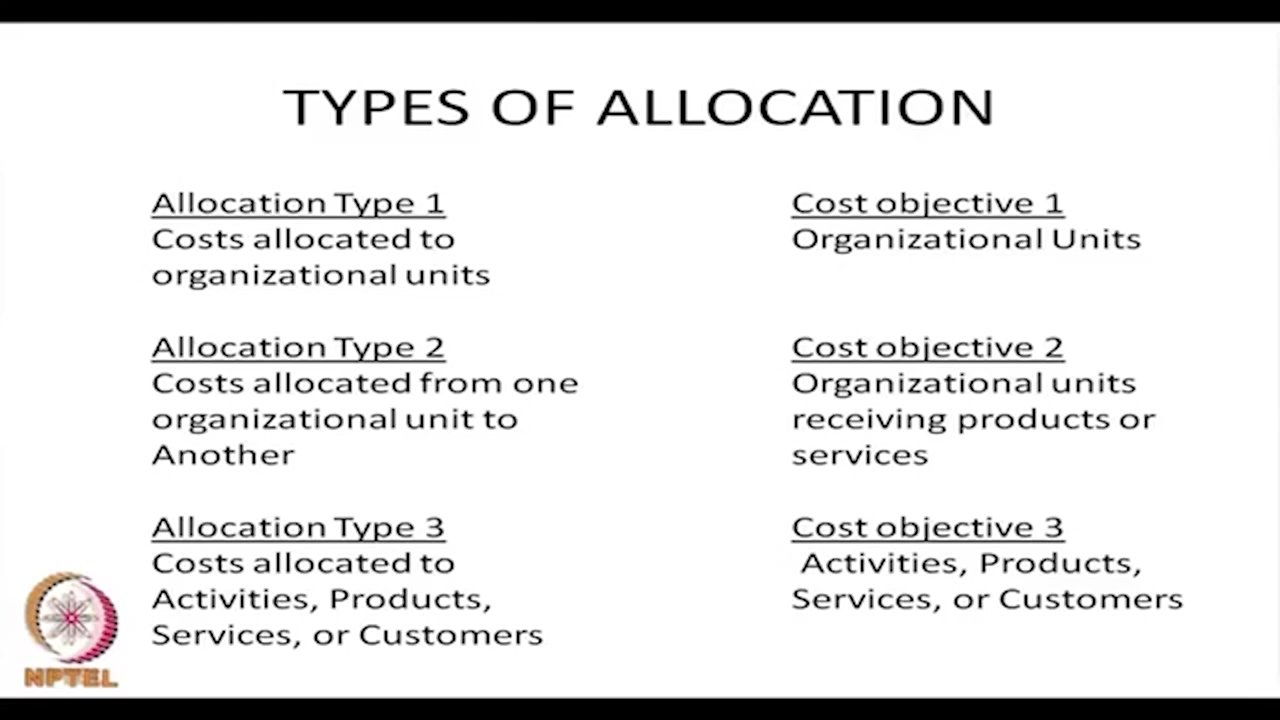 TYPES OF ALLOCATION
Allocation Type 1
Costs allocated to
organizational units
Cost objective 1
Organizational Units
Allocation Type 2
Costs allocated from one
organizational unit to
Another
Cost objective 2
Organizational units
receiving products or
services
Allocation Type 3
Costs allocated to
Activities, Products,
Services, or Customers
Cost objective 3
Activities, Products,
Services, or Customers
NPTEL